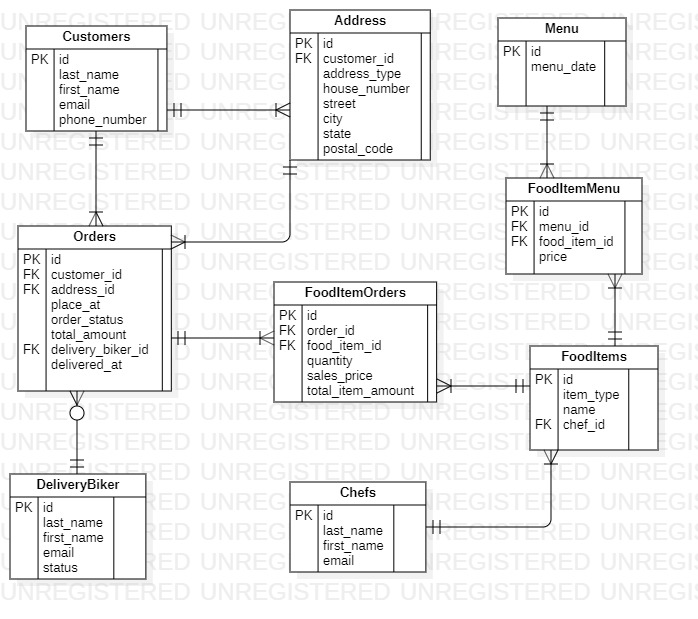 Customers
PK id
last_name
first_name
email
phone_number
Address
PK id
FK customer_id
address_type
house_number
street
city
state
postal_code
Menu
PK id
menu_date
FoodItemMenu
PK id
FK menu_id
FK food_item_id
price
Orders
PK id
FK customer_id
FK address_id
place_at
order_status
total_amount
FK delivery_biker_id
delivered_at
FoodItemOrders
PK id
FK order_id
FK food_item_id
quantity
sales_price
total_item_amount
FoodItems
PK id
item_type
name
FK chef_id
DeliveryBiker
PK id
last_name
first_name
email
status
Chefs
PK id
last_name
first_name
email
UNREGISTERED